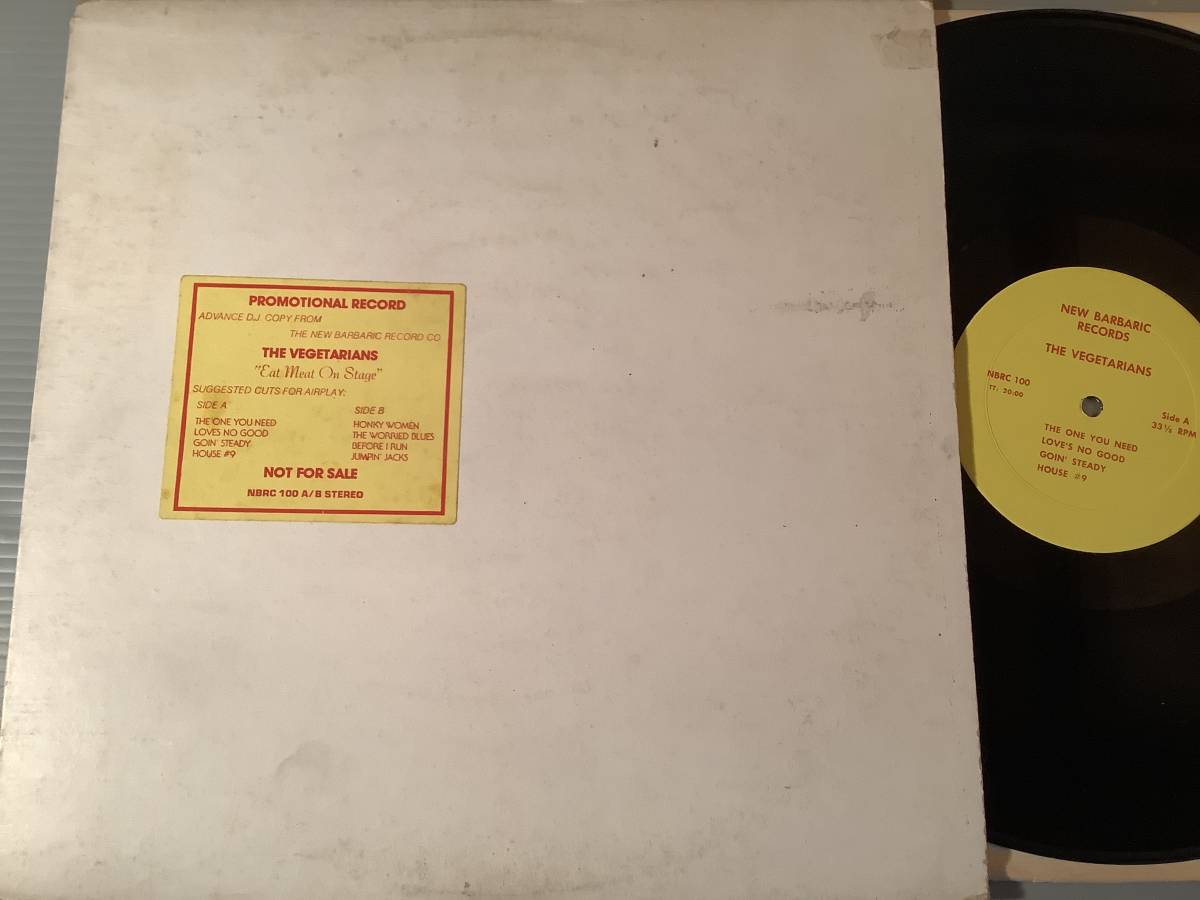 PROMOTIONAL RECORD
ADVANCE D.J. COPY FROM
THE NEW BARBARIC RECORD CO
THE VEGETARIANS
"Eat Meat On Stage"
SUGGESTED CUTS FOR AIRPLAY:
SIDE A
THE ONE YOU NEED
LOVES NO GOOD
GOIN' STEADY
HOUSE #9
SIDE B
HONKY WOMEN
THE WORRIED BLUES
BEFORE I RUN
JUMPIN' JACKS
NOT FOR SALE
NBRC 100 A/B STEREO
NEW BARBARIC
RECORDS
THE VEGETARIANS
NBRC 100
TT: 20:00
Side A
33⅓ RPM
THE ONE YOU NEED
LOVE'S NO GOOD
GOIN' STEADY
HOUSE #9